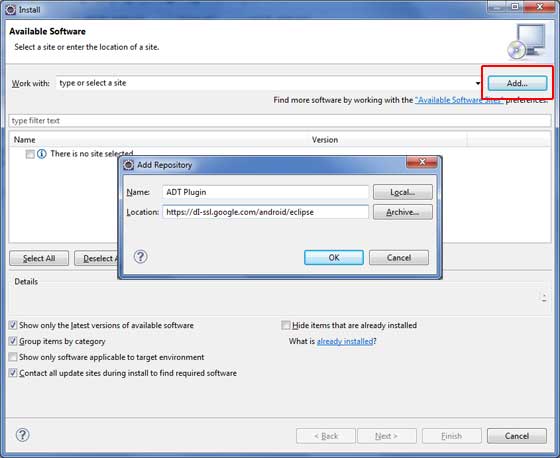 Install
Available Software
Select a site or enter the location of a site.
Work with: type or select a site Add...
Find more software by working with the "Available Software Sites" preferences.
type filter text
Name Version
There is no site selected.
Add Repository
Name: ADT Plugin Local...
Location: https://dl-ssl.google.com/android/eclipse Archive...
? OK Cancel
Select All Deselect A
Details
Show only the latest versions of available software
Hide items that are already installed
Group items by category
What is already installed?
Show only software applicable to target environment
Contact all update sites during install to find required software
? < Back Next > Finish Cancel